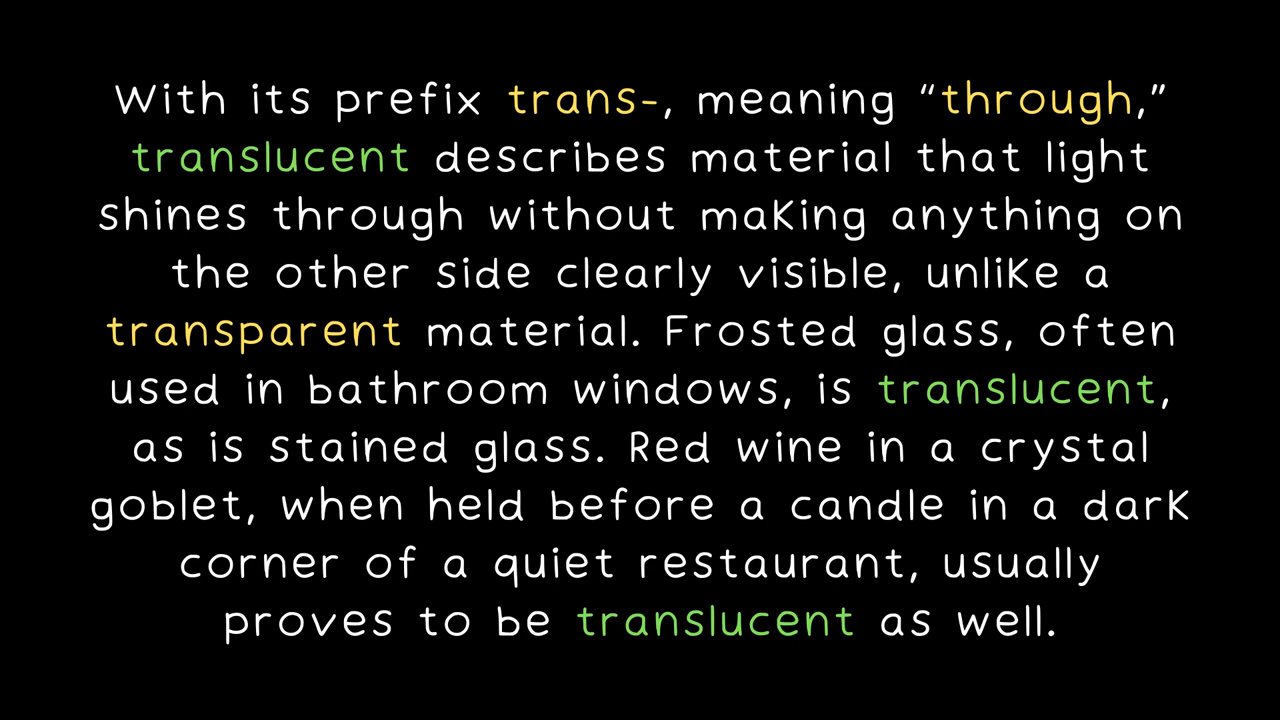 With its prefix trans-, meaning “through,”
translucent describes material that light
shines through without making anything on
the other side clearly visible, unlike a
transparent material. Frosted glass, often
used in bathroom windows, is translucent,
as is stained glass. Red wine in a crystal
goblet, when held before a candle in a dark
corner of a quiet restaurant, usually
proves to be translucent as well.